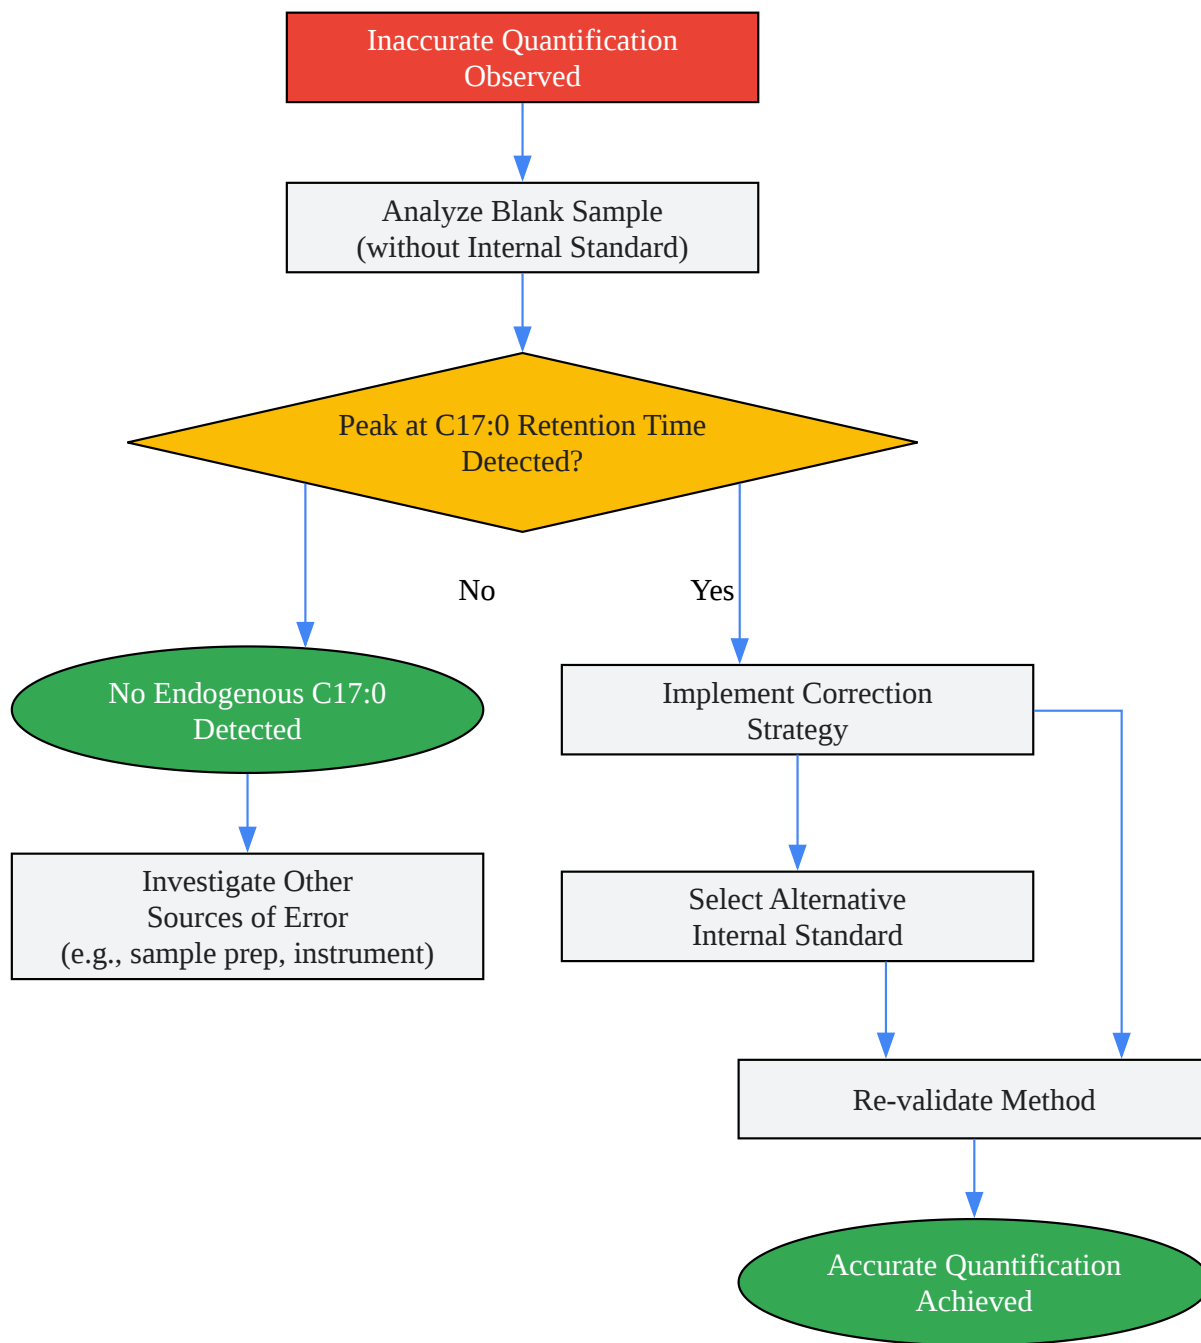 Inaccurate Quantification
Observed
Analyze Blank Sample
(without Internal Standard)
Peak at C17:0 Retention Time
Detected?
No
Yes
No Endogenous C17:0
Detected
Implement Correction
Strategy
Investigate Other
Sources of Error
(e.g., sample prep, instrument)
Select Alternative
Internal Standard
Re-validate Method
Accurate Quantification
Achieved